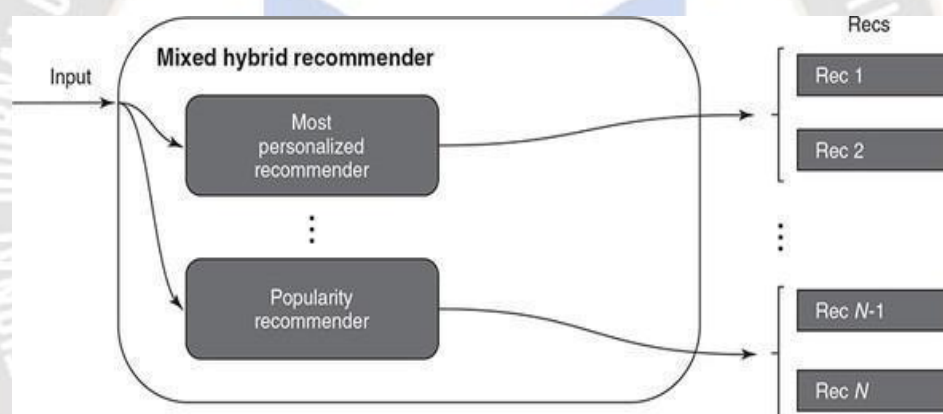 Recs
Mixed hybrid recommender
Input
Rec 1
Most
personalized
recommender
Rec 2
Popularity
recommender
Rec N-1
Rec N